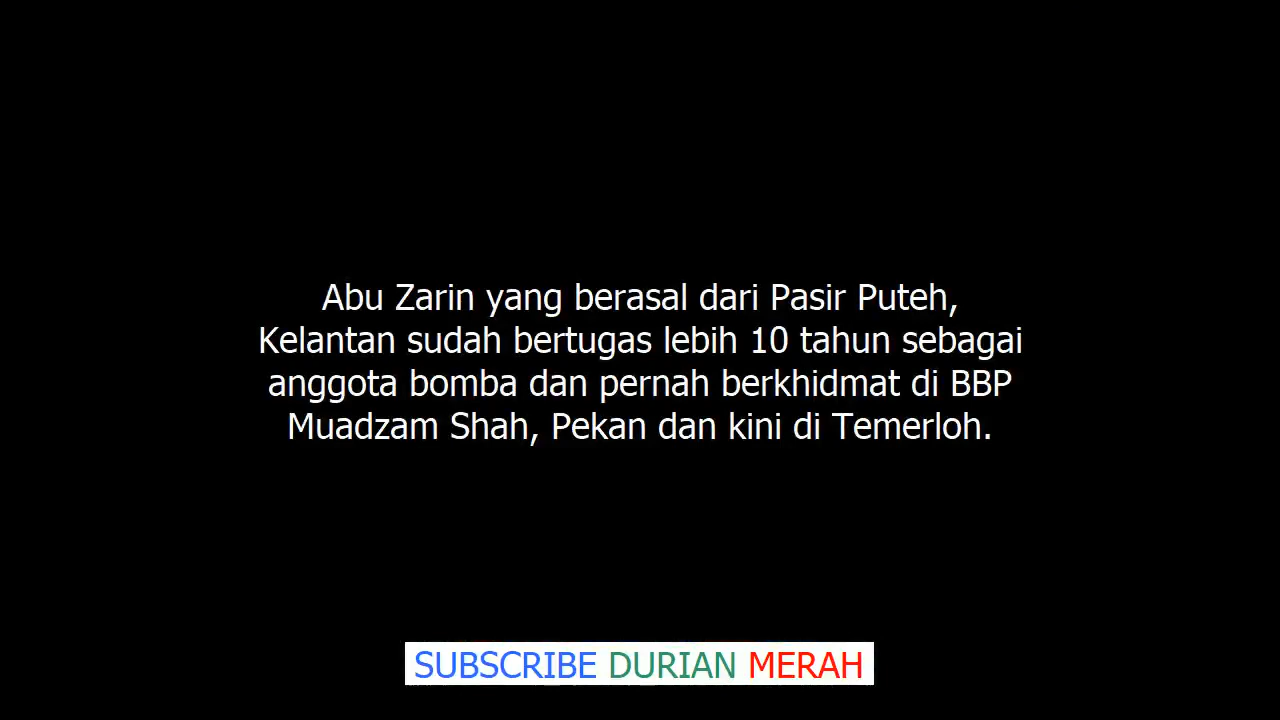 Abu Zarin yang berasal dari Pasir Puteh,
Kelantan sudah bertugas lebih 10 tahun sebagai
anggota bomba dan pernah berkhidmat di BBP
Muadzam Shah, Pekan dan kini di Temerloh.
SUBSCRIBE DURIAN MERAH